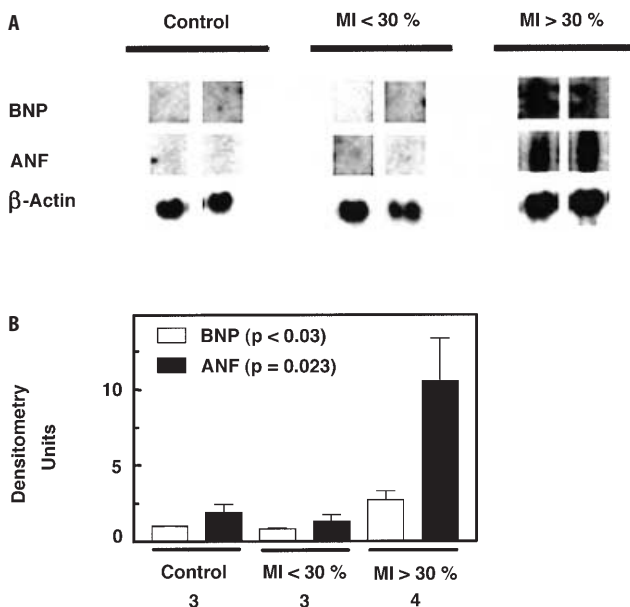 A
Control MI < 30 % MI > 30 %
BNP
ANF
β-Actin
B
BNP (p < 0.03)
ANF (p = 0.023)
10
5
0
Densitometry
Units
Control MI < 30 % MI > 30 %
3 3 4